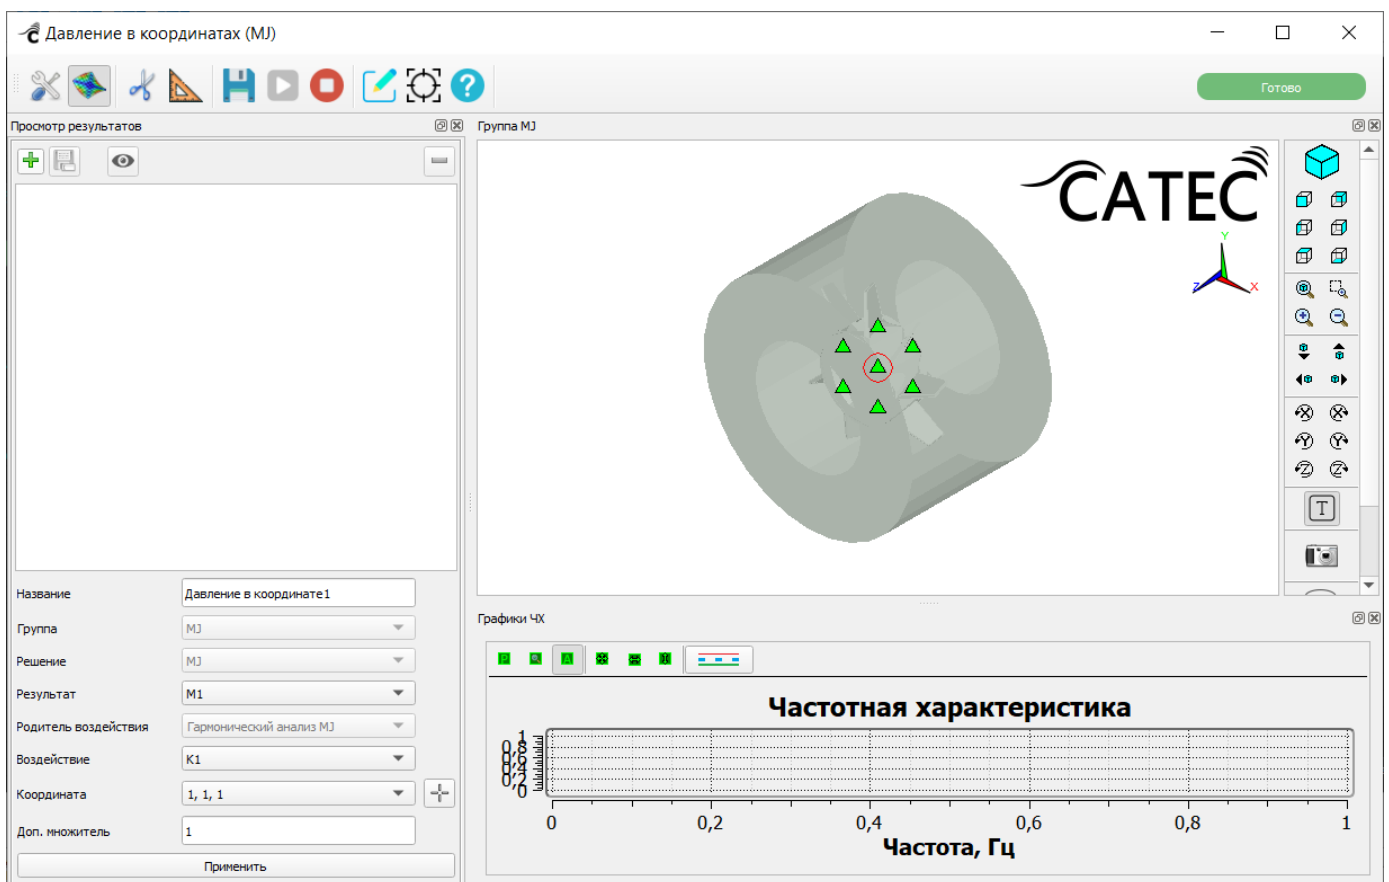 Давление в координатах (MJ)
Готово
Просмотр результатов
Группа MJ
CATEC
Y
Z
X
X
X
Y
Y
Z
Z
T
Название
Давление в координате1
Группа
MJ
Решение
MJ
Результат
M1
Родитель воздействия
Гармонический анализ MJ
Воздействие
K1
Координата
1, 1, 1
Доп. множитель
1
Применить
Графики ЧХ
P
A
Частотная характеристика
1
0,8
0,6
0,4
0,2
0
0
0,2
0,4
0,6
0,8
1
Частота, Гц